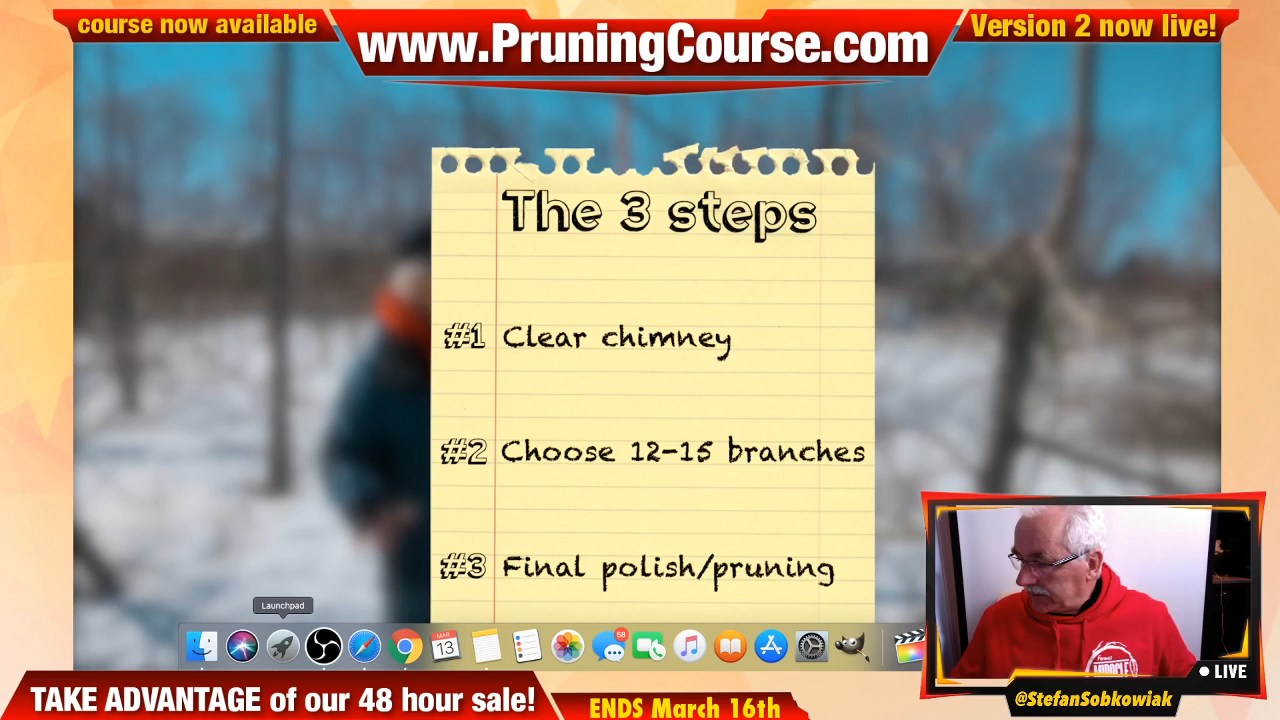 course now available
www.PruningCourse.com
Version 2 now live!
The 3 steps
#1 Clear chimney
#2 Choose 12-15 branches
#3 Final polish/pruning
Launchpad
MAR
13
58
MIRACLE
LIVE
@StefanSobkowiak
TAKE ADVANTAGE of our 48 hour sale!
ENDS March 16th